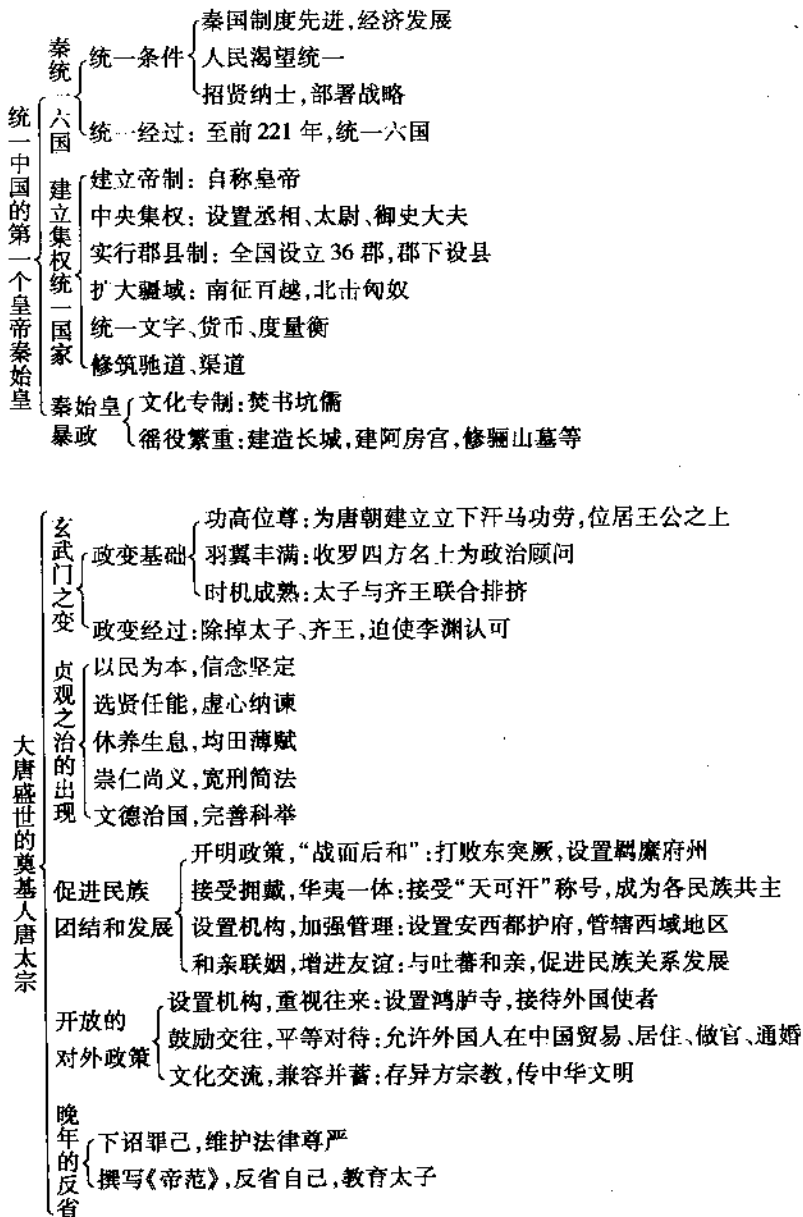 统一中国的第一个皇帝秦始皇
秦统一六国
统一条件
秦国制度先进,经济发展
人民渴望统一
招贤纳士,部署战略
统一经过:至前221年,统一六国
建立集权统一国家
建立帝制:自称皇帝
中央集权:设置丞相、太尉、御史大夫
实行郡县制:全国设立36郡,郡下设县
扩大疆域:南征百越,北击匈奴
统一文字、货币、度量衡
修筑驰道、渠道
秦始皇
暴政
文化专制:焚书坑儒
徭役繁重:建造长城,建阿房宫,修骊山墓等
大唐盛世的奠基人唐太宗
玄武门之变
政变基础
功高位尊:为唐朝建立立下汗马功劳,位居王公之上
羽翼丰满:收罗四方名士为政治顾问
时机成熟:太子与齐王联合排挤
政变经过:除掉太子、齐王,迫使李渊认可
贞观之治的出现
以民为本,信念坚定
选贤任能,虚心纳谏
休养生息,均田薄赋
崇仁尚义,宽刑简法
文德治国,完善科举
促进民族
团结和发展
开明政策,“战而后和”:打败东突厥,设置羁縻府州
接受拥戴,华夷一体:接受“天可汗”称号,成为各民族共主
设置机构,加强管理:设置安西都护府,管辖西域地区
和亲联姻,增进友谊:与吐蕃和亲,促进民族关系发展
开放的
对外政策
设置机构,重视往来:设置鸿胪寺,接待外国使者
鼓励交往,平等对待:允许外国人在中国贸易、居住、做官、通婚
文化交流,兼容并蓄:存异方宗教,传中华文明
晚年的反省
下诏罪己,维护法律尊严
撰写《帝范》,反省自己,教育太子